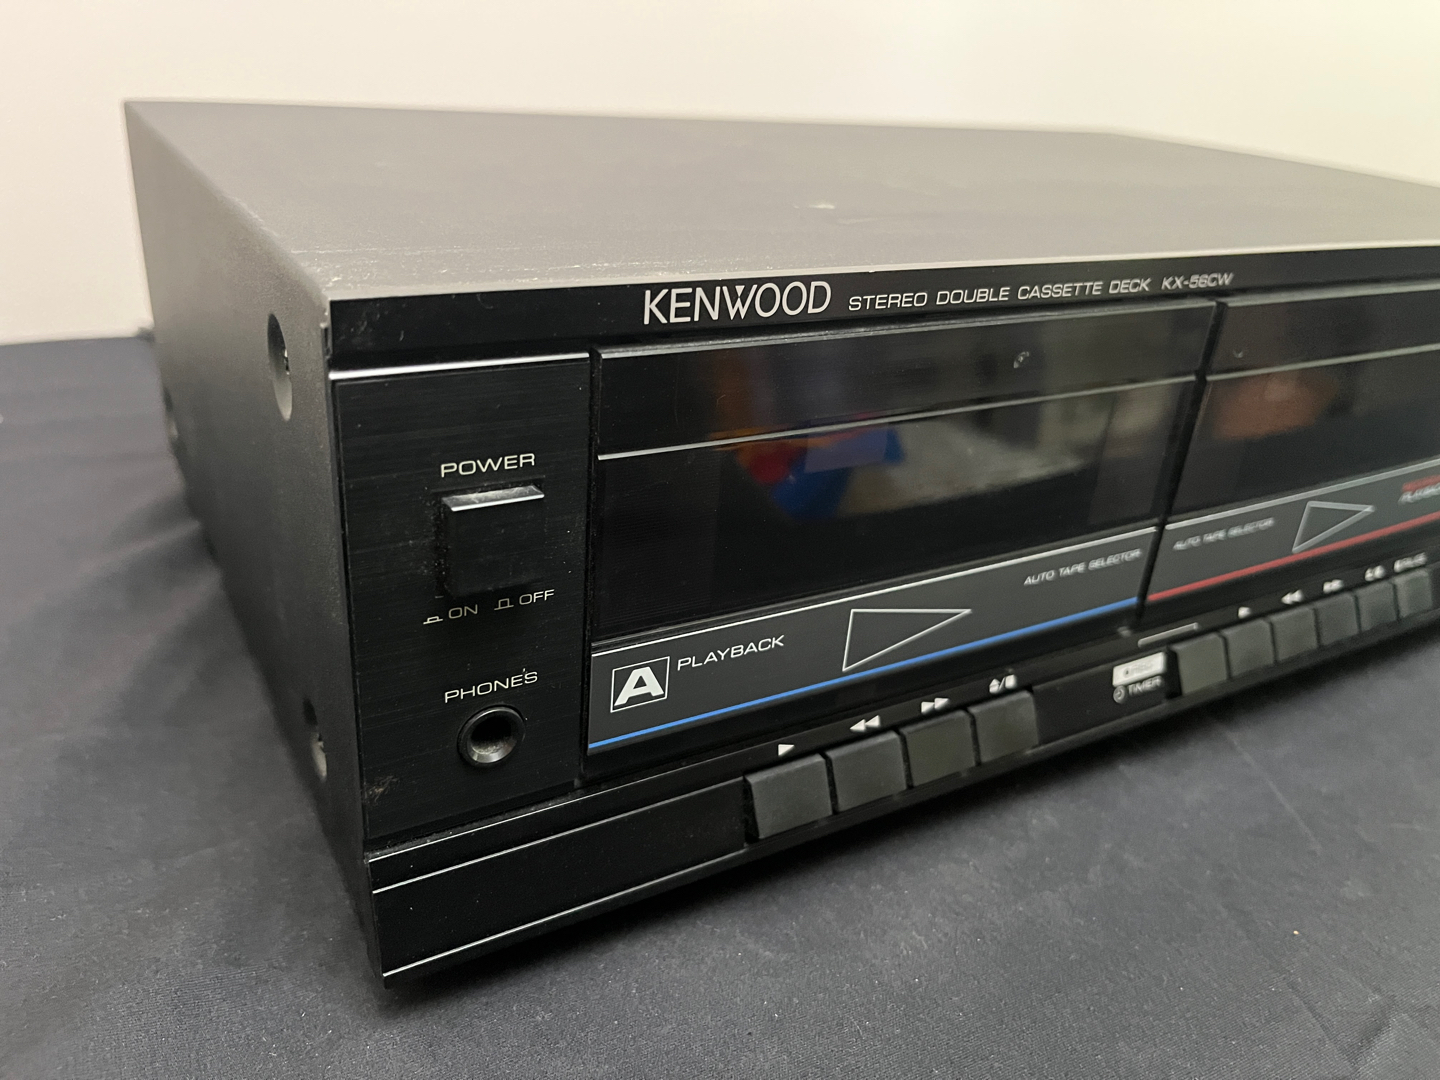 KENWOOD STEREO DOUBLE CASSETTE DECK KX-56CW
POWER
ON OFF
PHONES
A PLAYBACK
AUTO TAPE SELECTOR
AUTO TAPE SELECTOR
TIMER